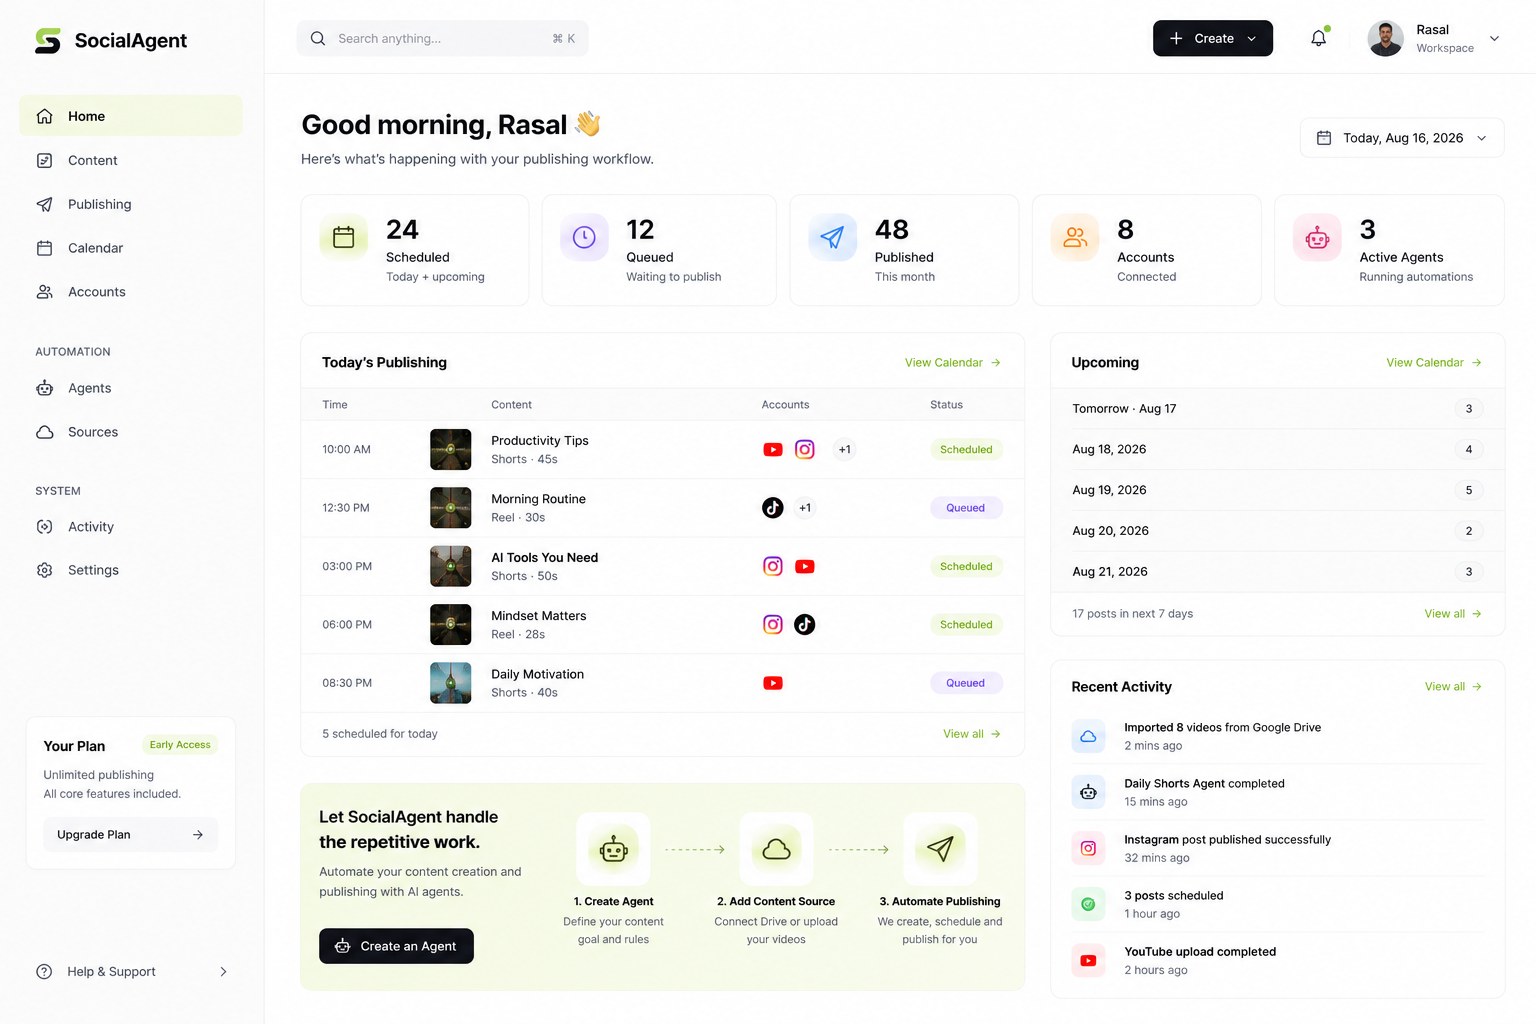 SocialAgent
Search anything...
⌘ K
+ Create
Rasal
Workspace
Home
Content
Publishing
Calendar
Accounts
AUTOMATION
Agents
Sources
SYSTEM
Activity
Settings
Your Plan
Early Access
Unlimited publishing
All core features included.
Upgrade Plan →
Help & Support
Good morning, Rasal 👋
Here's what's happening with your publishing workflow.
Today, Aug 16, 2026
24
Scheduled
Today + upcoming
12
Queued
Waiting to publish
48
Published
This month
8
Accounts
Connected
3
Active Agents
Running automations
Today's Publishing
View Calendar →
Time Content Accounts Status
10:00 AM
Productivity Tips
Shorts · 45s
+1
Scheduled
12:30 PM
Morning Routine
Reel · 30s
+1
Queued
03:00 PM
AI Tools You Need
Shorts · 50s
Scheduled
06:00 PM
Mindset Matters
Reel · 28s
Scheduled
08:30 PM
Daily Motivation
Shorts · 40s
Queued
5 scheduled for today
View all →
Let SocialAgent handle
the repetitive work.
Automate your content creation and
publishing with AI agents.
Create an Agent
1. Create Agent
Define your content
goal and rules
2. Add Content Source
Connect Drive or upload
your videos
3. Automate Publishing
We create, schedule and
publish for you
Upcoming
View Calendar →
Tomorrow · Aug 17 3
Aug 18, 2026 4
Aug 19, 2026 5
Aug 20, 2026 2
Aug 21, 2026 3
17 posts in next 7 days
View all →
Recent Activity
View all →
Imported 8 videos from Google Drive
2 mins ago
Daily Shorts Agent completed
15 mins ago
Instagram post published successfully
32 mins ago
3 posts scheduled
1 hour ago
YouTube upload completed
2 hours ago